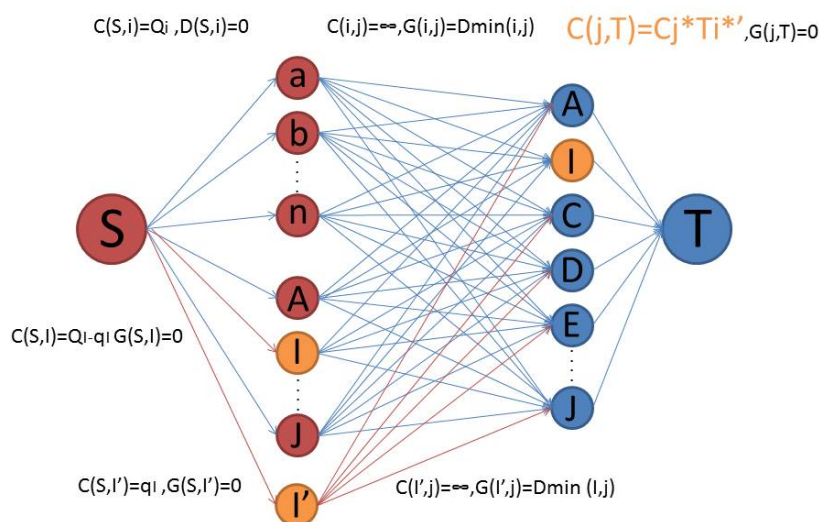 C(S,i)=Qi ,D(S,i)=0
C(i,j)=∞,G(i,j)=Dmin(i,j)
C(j,T)=Cj*Ti*',G(j,T)=0
a
b
n
A
I
J
I'
S
A
I
C
D
E
J
T
C(S,I)=QI-qI G(S,I)=0
C(S,I')=qI ,G(S,I')=0
C(I',j)=∞,G(I',j)=Dmin (I,j)